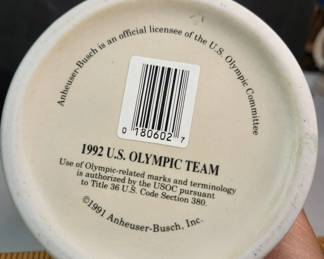 Anheuser-Busch is an official licensee of the U.S. Olympic Committee
0 180602 7
1992 U.S. OLYMPIC TEAM
Use of Olympic-related marks and terminology
is authorized by the USOC pursuant
to Title 36 U.S. Code Section 380.
©1991 Anheuser-Busch, Inc.